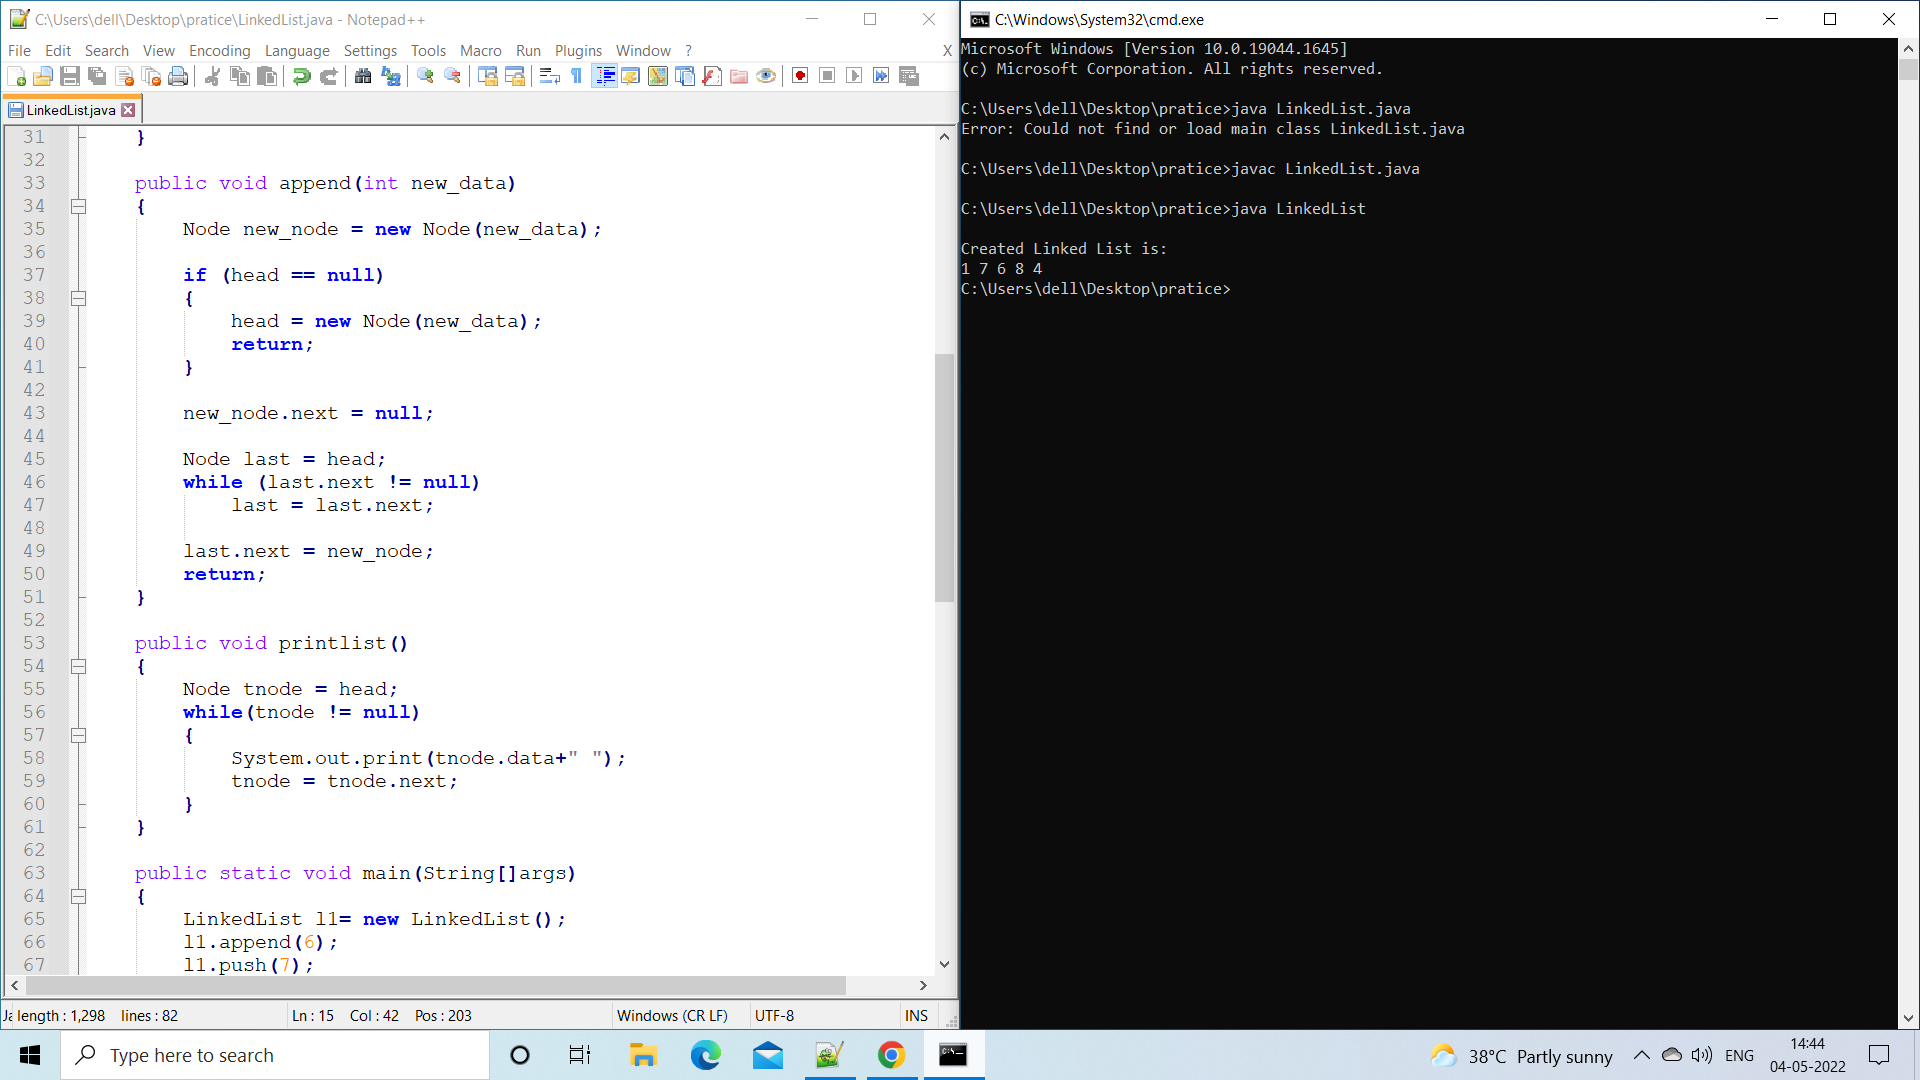 C:\Users\dell\Desktop\pratice\LinkedList.java - Notepad++
File Edit Search View Encoding Language Settings Tools Macro Run Plugins Window ? X
LinkedList.java
31 }
32
33 public void append(int new_data)
34 {
35 Node new_node = new Node(new_data);
36
37 if (head == null)
38 {
39 head = new Node(new_data);
40 return;
41 }
42
43 new_node.next = null;
44
45 Node last = head;
46 while (last.next != null)
47 last = last.next;
48
49 last.next = new_node;
50 return;
51 }
52
53 public void printlist()
54 {
55 Node tnode = head;
56 while(tnode != null)
57 {
58 System.out.print(tnode.data+" ");
59 tnode = tnode.next;
60 }
61 }
62
63 public static void main(String[]args)
64 {
65 LinkedList l1= new LinkedList();
66 l1.append(6);
67 l1.push(7);
length : 1,298 lines : 82 Ln : 15 Col : 42 Pos : 203 Windows (CR LF) UTF-8 INS
C:\Windows\System32\cmd.exe
Microsoft Windows [Version 10.0.19044.1645]
(c) Microsoft Corporation. All rights reserved.
C:\Users\dell\Desktop\pratice>java LinkedList.java
Error: Could not find or load main class LinkedList.java
C:\Users\dell\Desktop\pratice>javac LinkedList.java
C:\Users\dell\Desktop\pratice>java LinkedList
Created Linked List is:
1 7 6 8 4
C:\Users\dell\Desktop\pratice>
Type here to search
38°C Partly sunny
ENG
14:44
04-05-2022